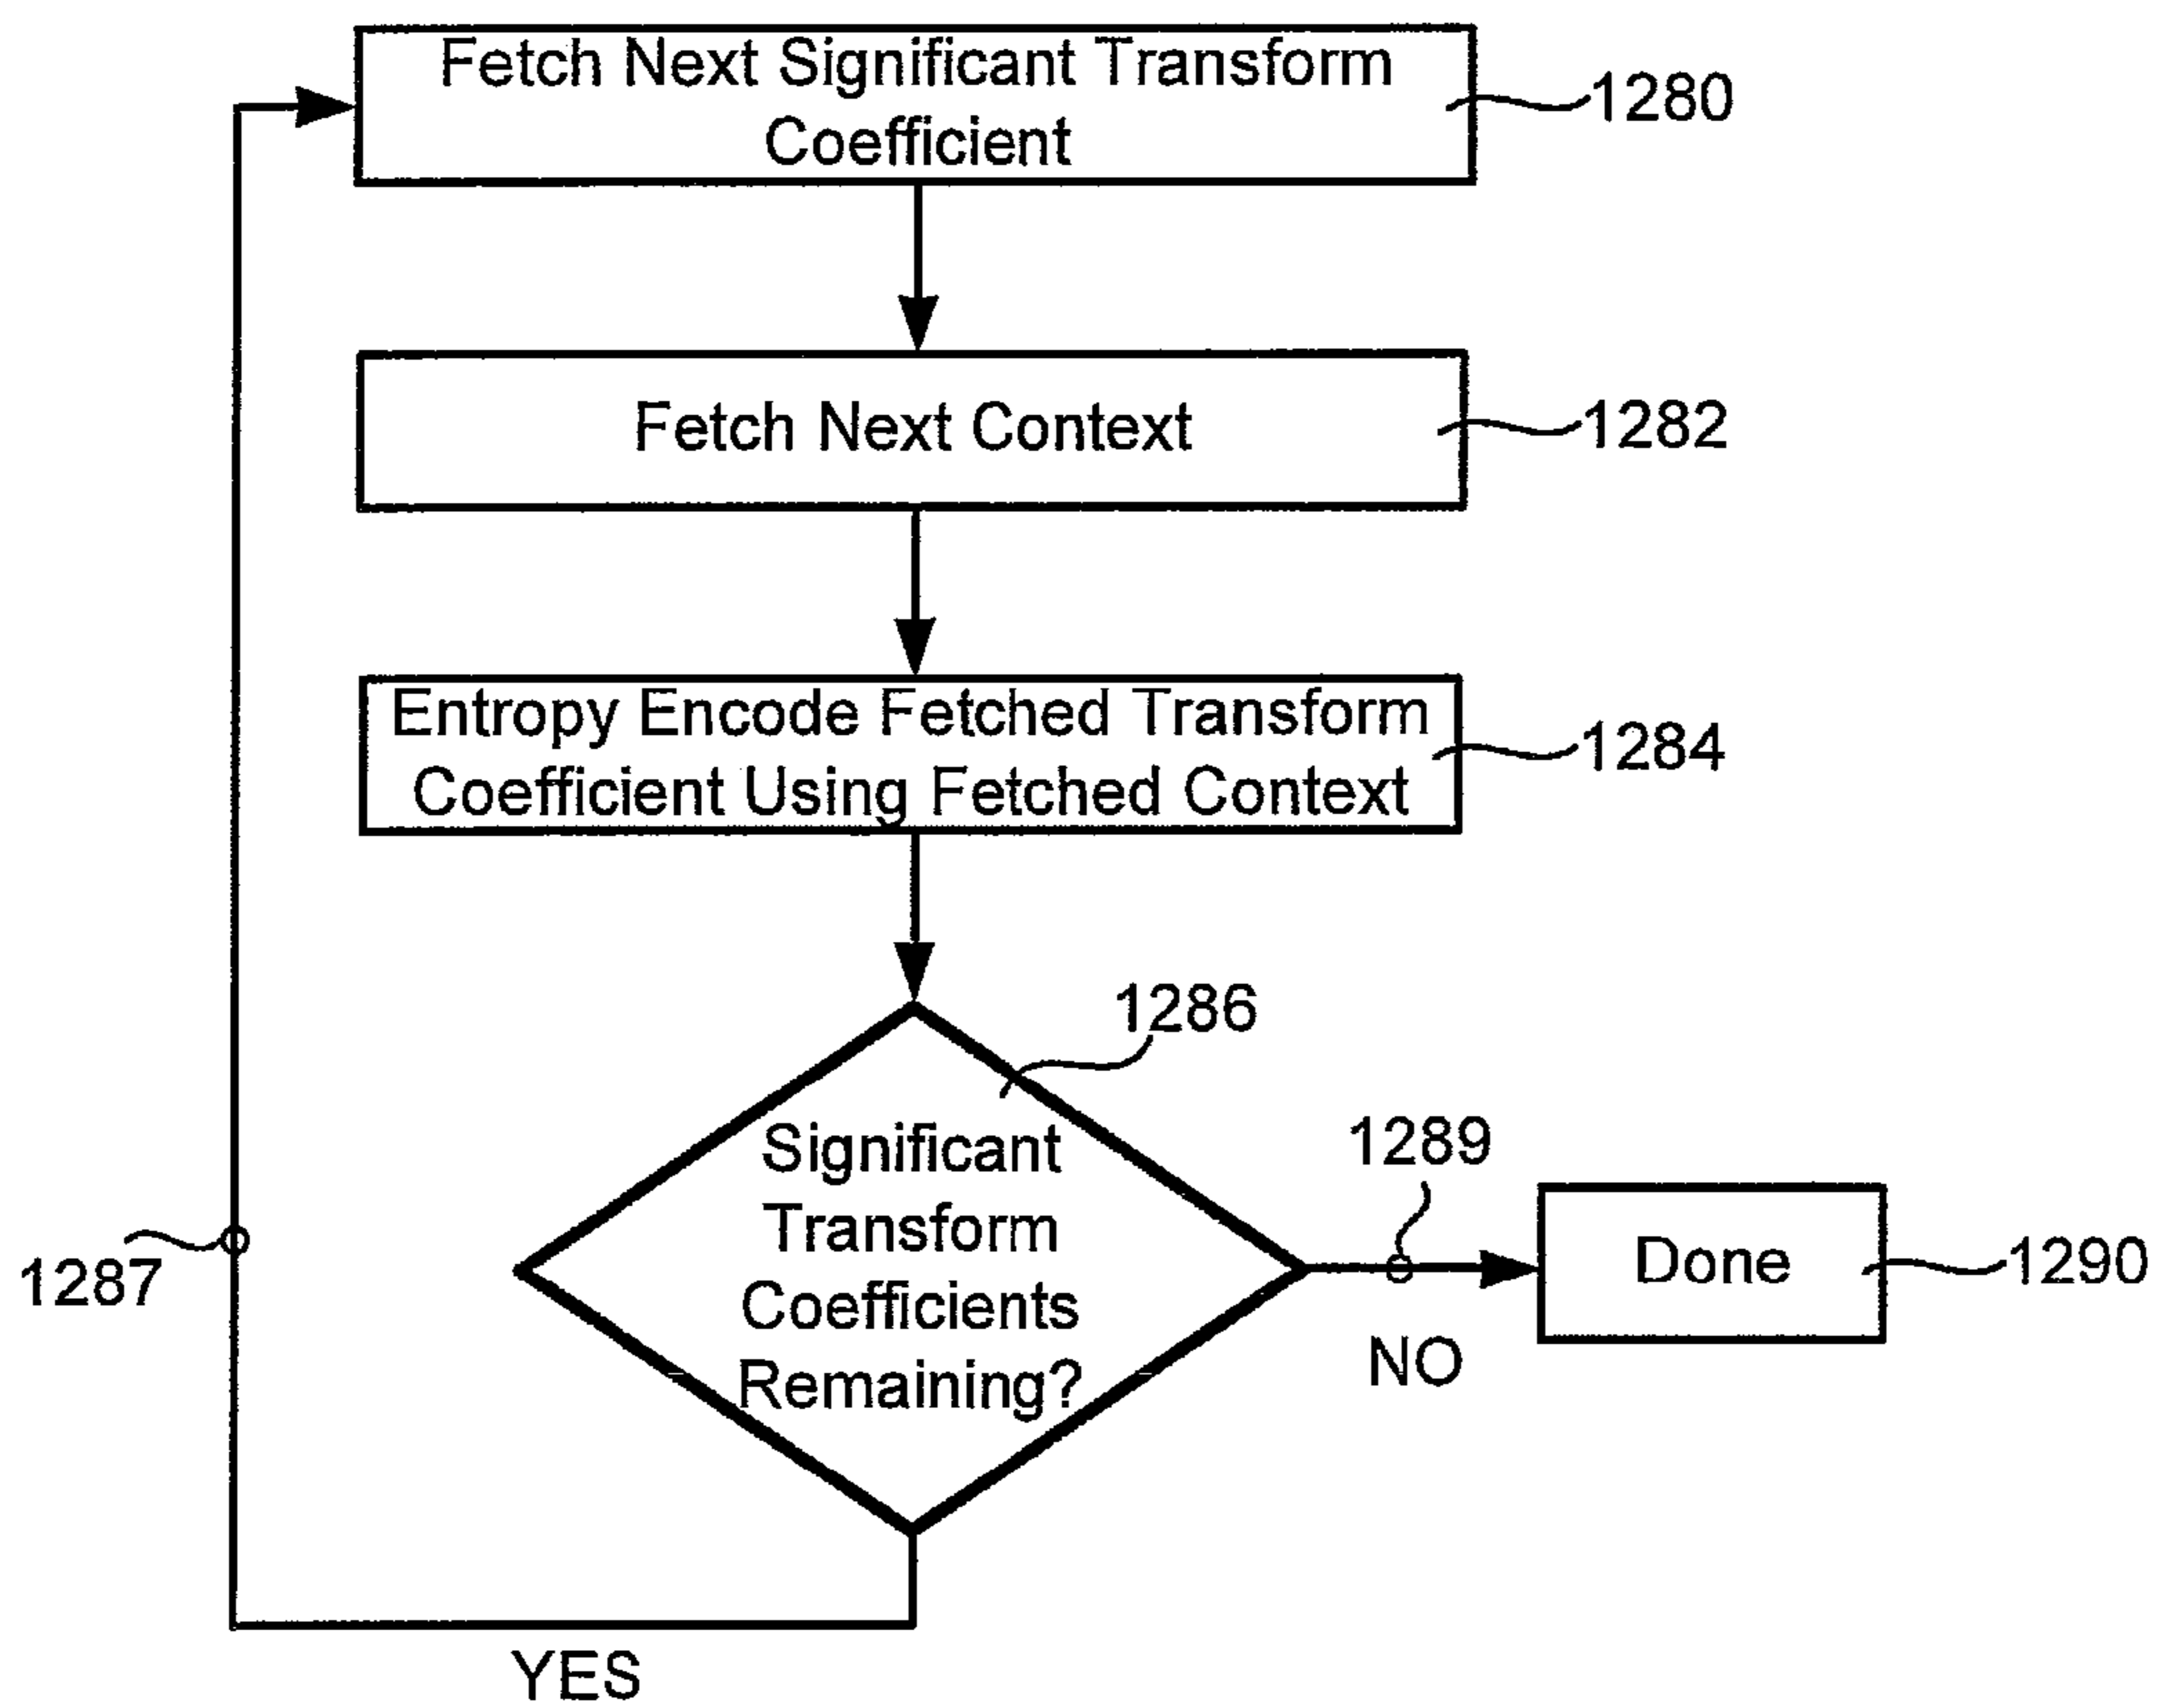 Fetch Next Significant Transform
Coefficient
1280
Fetch Next Context
1282
Entropy Encode Fetched Transform
Coefficient Using Fetched Context
1284
1286
Significant
Transform
Coefficients
Remaining?
1289
Done
1290
1287
NO
YES